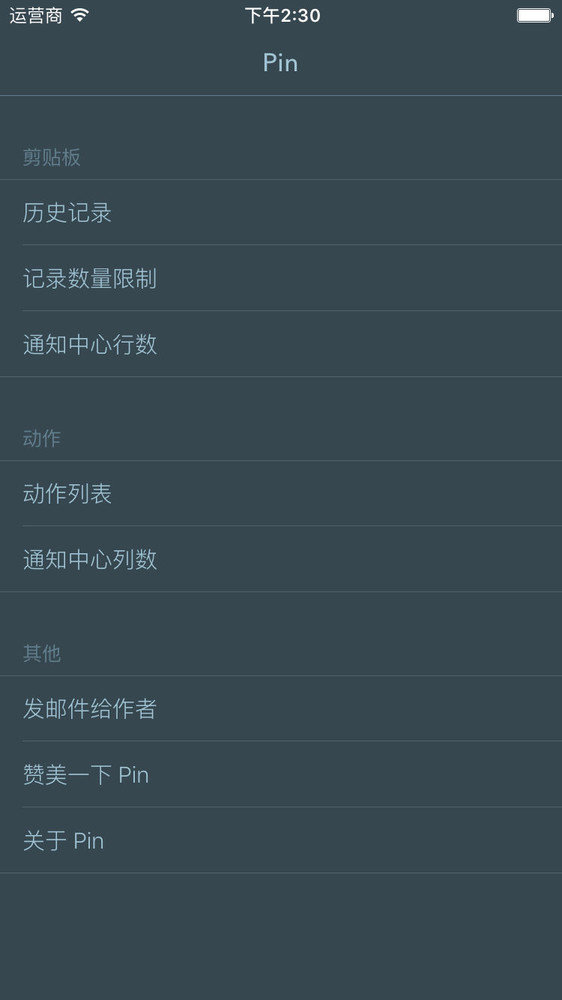 运营商 下午2:30
Pin
剪贴板
历史记录
记录数量限制
通知中心行数
动作
动作列表
通知中心列数
其他
发邮件给作者
赞美一下 Pin
关于 Pin